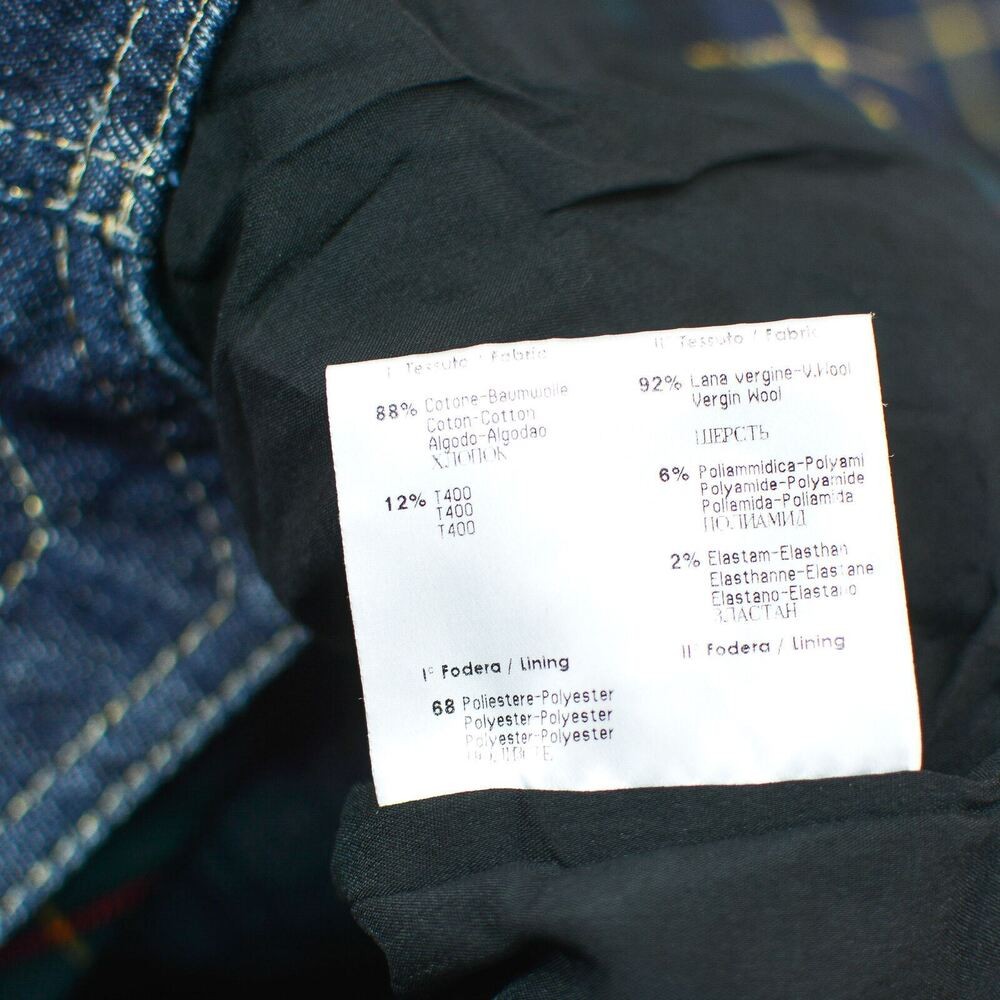 I° Tessuto / Fabric
88% Cotone-Baumwolle
Coton-Cotton
Algodo-Algodao
ХЛОПОК
12% T400
T400
T400
I° Fodera / Lining
68 Poliestere-Polyester
Polyester-Polyester
Polyester-Polyester
II° Tessuto / Fabric
92% Lana vergine-V.Wool
Vergin Wool
ШЕРСТЬ
6% Poliammidica-Polyami
Polyamide-Polyamide
Poliamida-Poliamida
ПОЛИАМИД
2% Elastam-Elasthan
Elasthanne-Elastane
Elastano-Elastano
ЗЛАСТАН
II Fodera / Lining